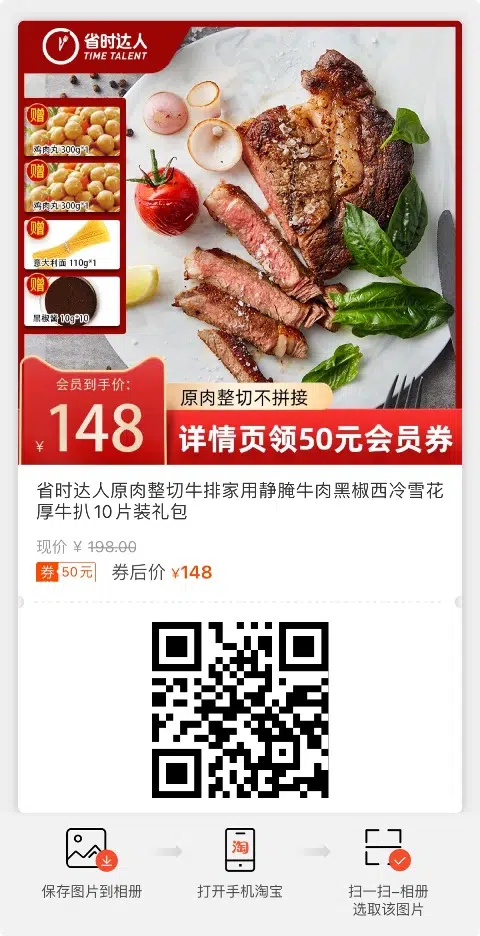 省时达人
TIME TALENT
赠
鸡肉丸 300g*1
赠
鸡肉丸 300g*1
赠
意大利面 110g*1
赠
黑椒酱 10g*10
会员到手价：
¥148
原肉整切不拼接
详情页领50元会员券
省时达人原肉整切牛排家用静腌牛肉黑椒西冷雪花
厚牛扒10片装礼包
现价 ¥ 198.00
券 50元 券后价 ¥148
淘
保存图片到相册
打开手机淘宝
扫一扫-相册
选取该图片